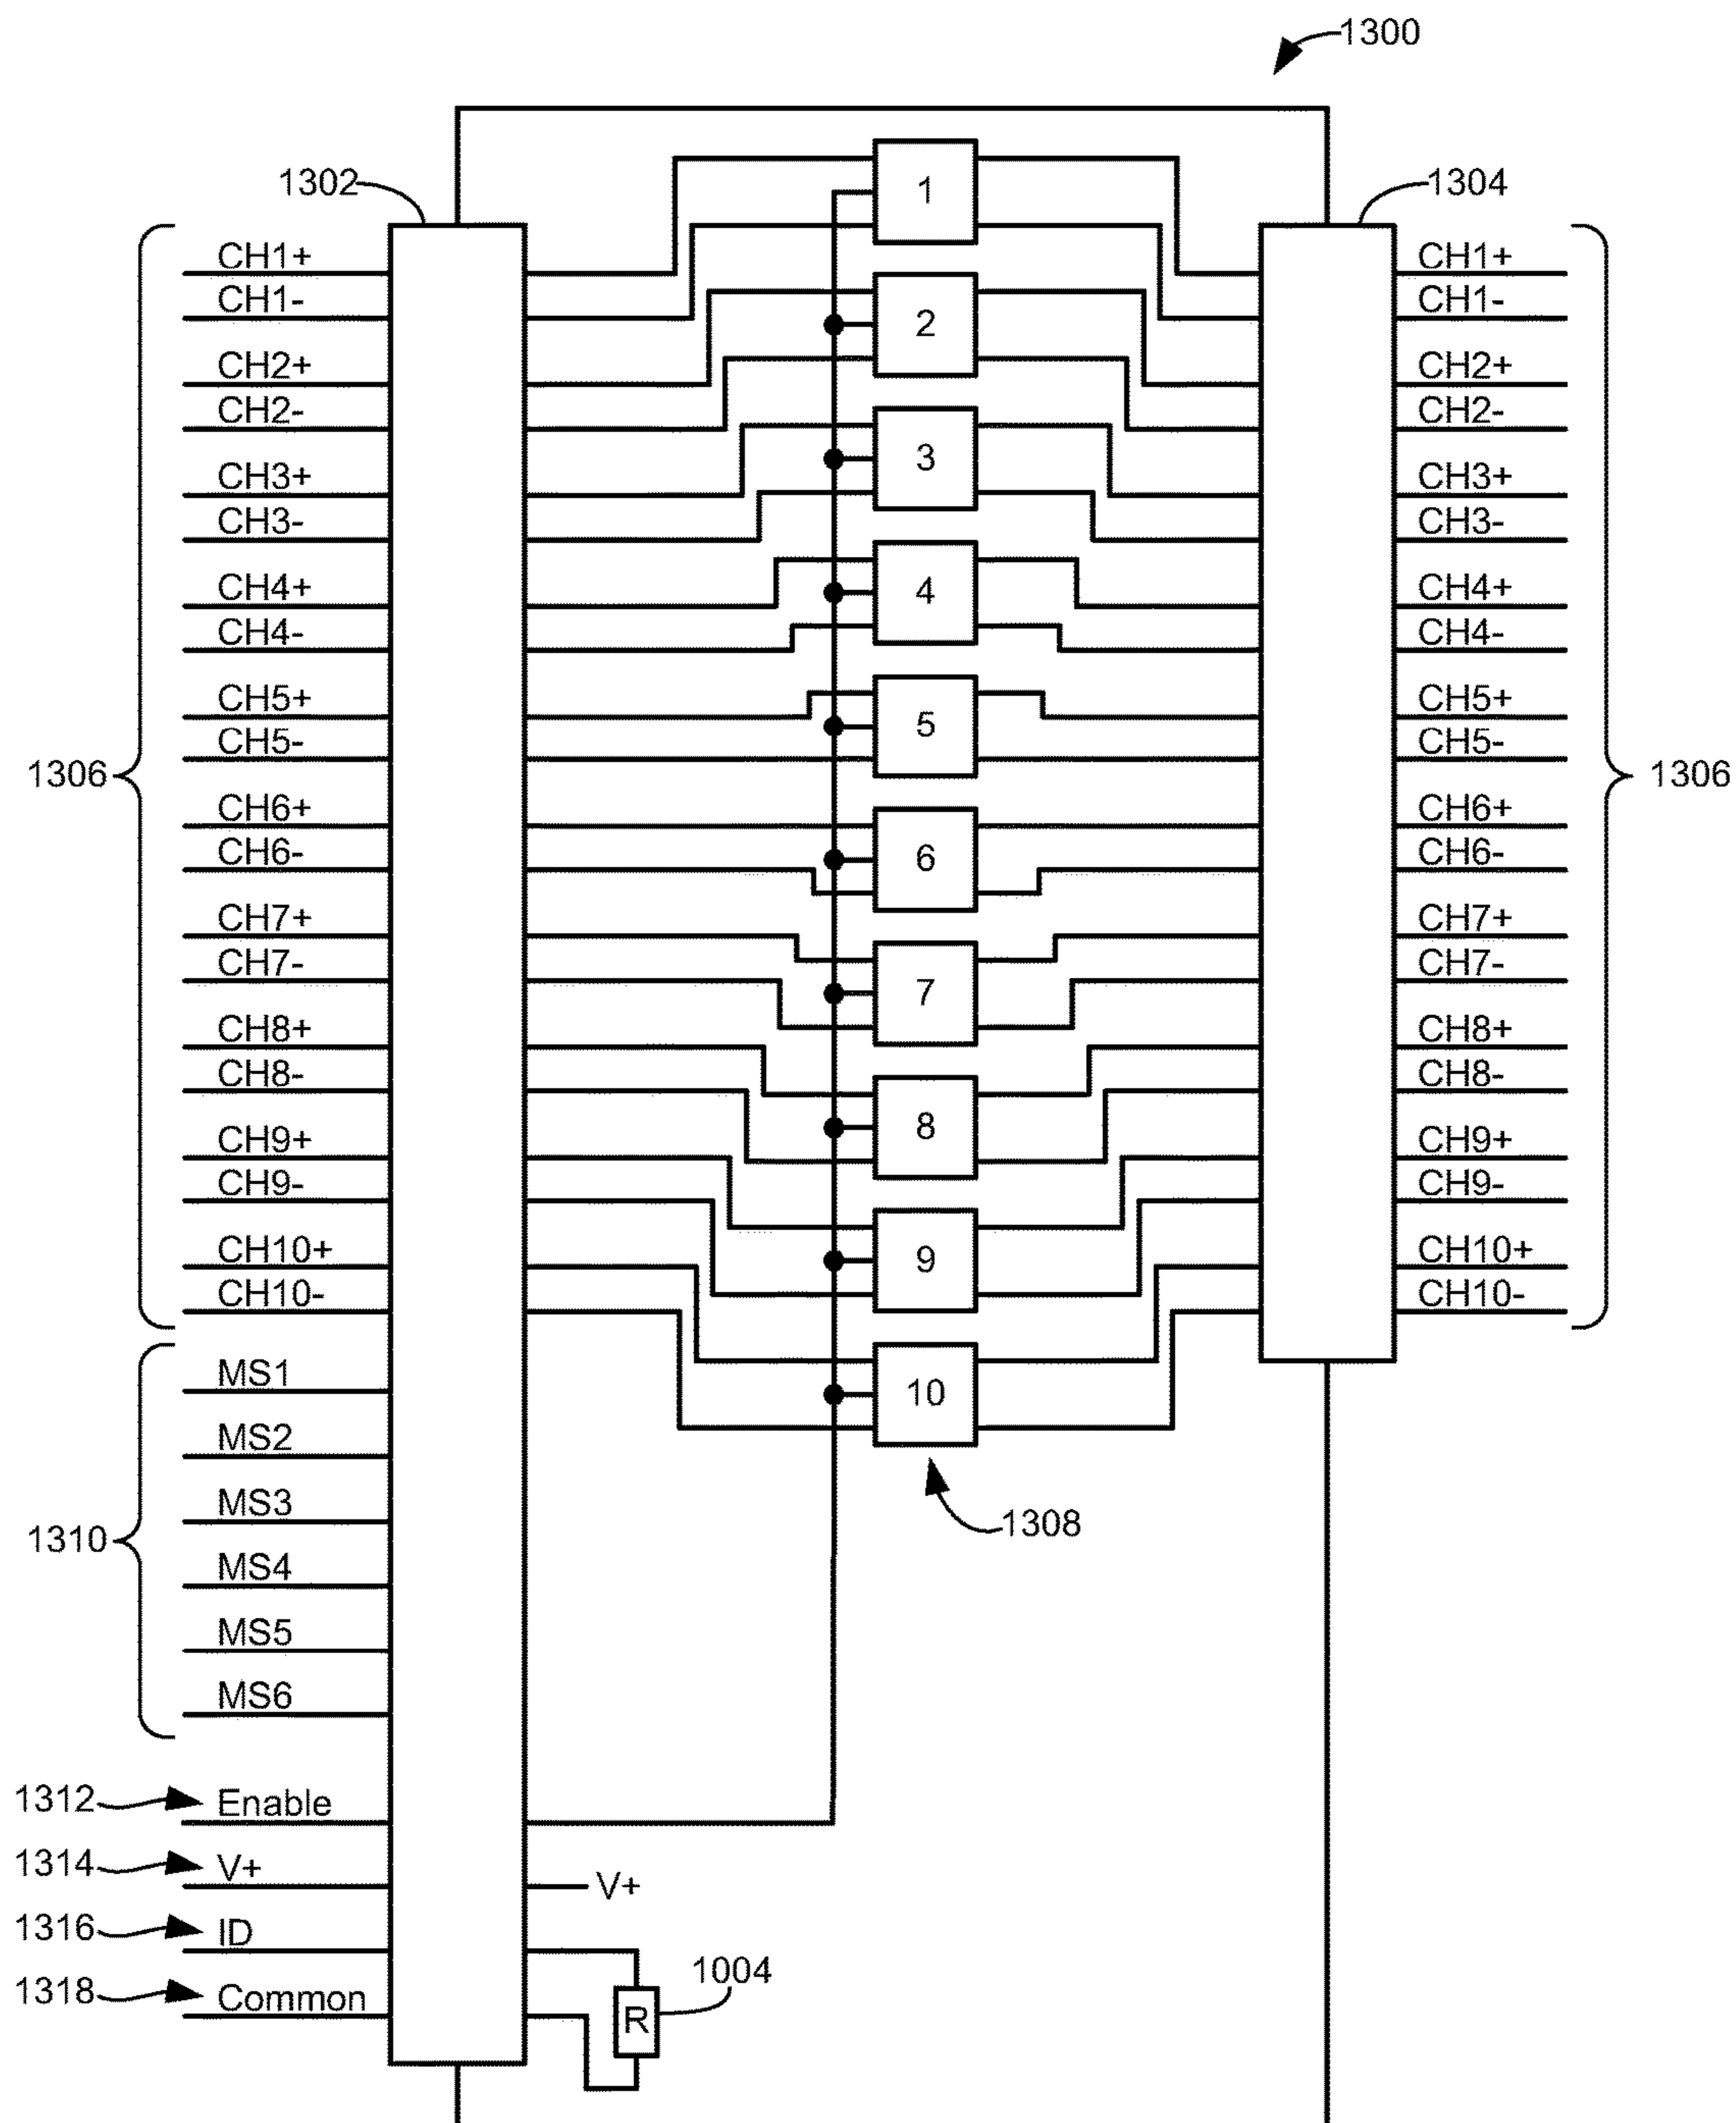 1300
1302
1304
1
2
3
4
5
6
7
8
9
10
1308
1306
CH1+
CH1-
CH2+
CH2-
CH3+
CH3-
CH4+
CH4-
CH5+
CH5-
CH6+
CH6-
CH7+
CH7-
CH8+
CH8-
CH9+
CH9-
CH10+
CH10-
1310
MS1
MS2
MS3
MS4
MS5
MS6
1312 Enable
1314 V+
V+
1316 ID
1318 Common
1004
R
CH1+
CH1-
CH2+
CH2-
CH3+
CH3-
CH4+
CH4-
CH5+
CH5-
CH6+
CH6-
CH7+
CH7-
CH8+
CH8-
CH9+
CH9-
CH10+
CH10-
1306